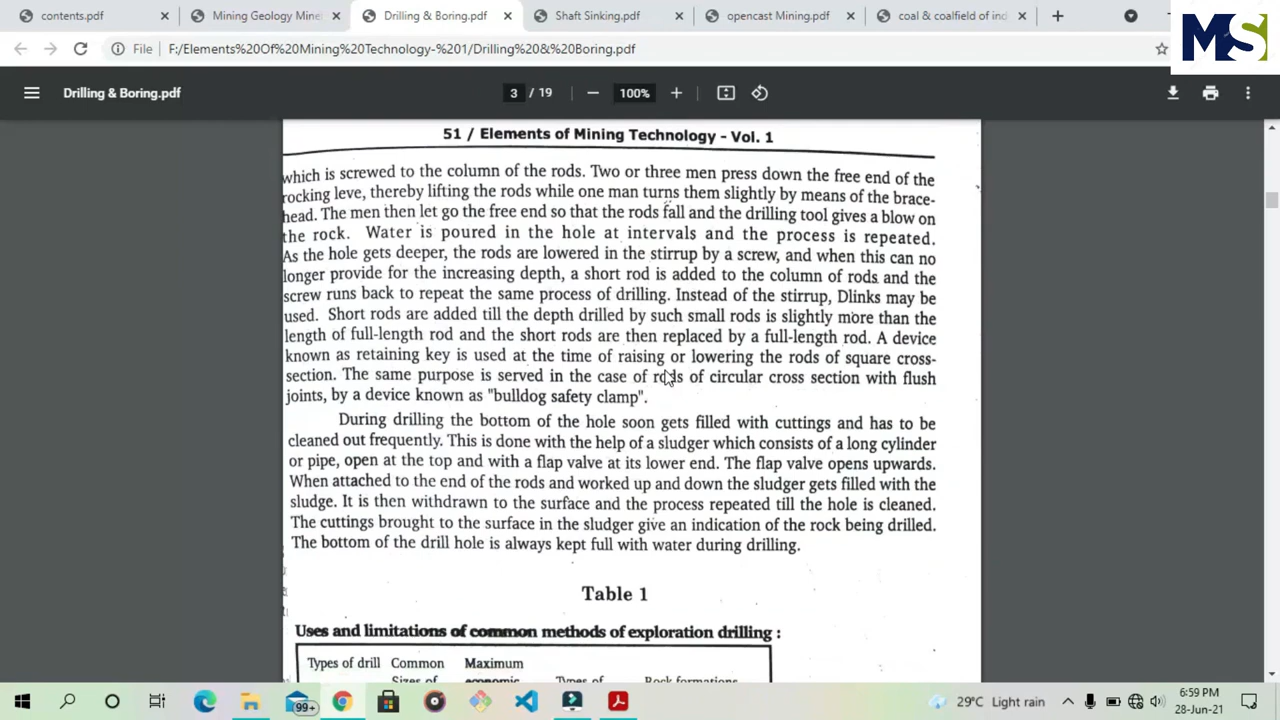 contents.pdf
Mining Geology Minel
Drilling & Boring.pdf
Shaft Sinking.pdf
opencast Mining.pdf
coal & coalfield of ind
MS
File F:/Elements%20Of%20Mining%20Technology-%201/Drilling%20&%20Boring.pdf
Drilling & Boring.pdf
3 / 19
100%
51 / Elements of Mining Technology - Vol. 1
which is screwed to the column of the rods. Two or three men press down the free end of the
rocking leve, thereby lifting the rods while one man turns them slightly by means of the brace-
head. The men then let go the free end so that the rods fall and the drilling tool gives a blow on
the rock. Water is poured in the hole at intervals and the process is repeated.
As the hole gets deeper, the rods are lowered in the stirrup by a screw, and when this can no
longer provide for the increasing depth, a short rod is added to the column of rods and the
screw runs back to repeat the same process of drilling. Instead of the stirrup, Dlinks may be
used. Short rods are added till the depth drilled by such small rods is slightly more than the
length of full-length rod and the short rods are then replaced by a full-length rod. A device
known as retaining key is used at the time of raising or lowering the rods of square cross-
section. The same purpose is served in the case of rods of circular cross section with flush
joints, by a device known as "bulldog safety clamp".
During drilling the bottom of the hole soon gets filled with cuttings and has to be
cleaned out frequently. This is done with the help of a sludger which consists of a long cylinder
or pipe, open at the top and with a flap valve at its lower end. The flap valve opens upwards.
When attached to the end of the rods and worked up and down the sludger gets filled with the
sludge. It is then withdrawn to the surface and the process repeated till the hole is cleaned.
The cuttings brought to the surface in the sludger give an indication of the rock being drilled.
The bottom of the drill hole is always kept full with water during drilling.
Table 1
Uses and limitations of common methods of exploration drilling :
Types of drill Common Maximum
Sizes of economic Types of Rock formations
99+
29°C Light rain
6:59 PM
28-Jun-21